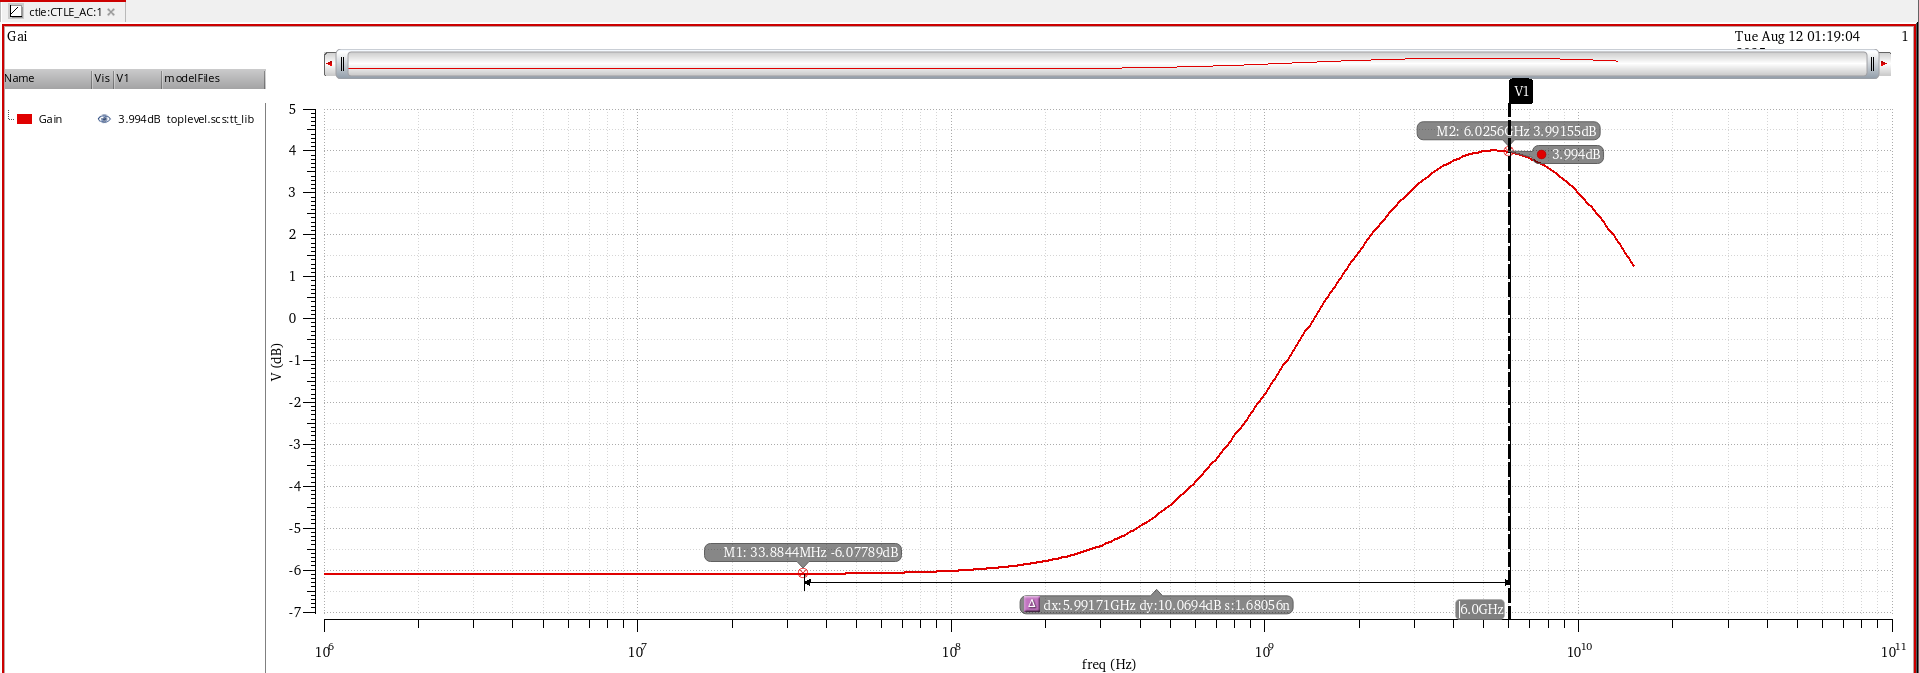 ctle:CTLE_AC:1
Gai
Tue Aug 12 01:19:04
1
Name Vis V1 modelFiles
Gain 3.994dB toplevel.scs:tt_lib
V1
M2: 6.0256GHz 3.99155dB
3.994dB
5
4
3
2
1
0
-1
-2
-3
-4
-5
-6
-7
V (dB)
M1: 33.8844MHz -6.07789dB
Δ dx:5.99171GHz dy:10.0694dB s:1.68056n
6.0GHz
10⁶ 10⁷ 10⁸ 10⁹ 10¹⁰ 10¹¹
freq (Hz)